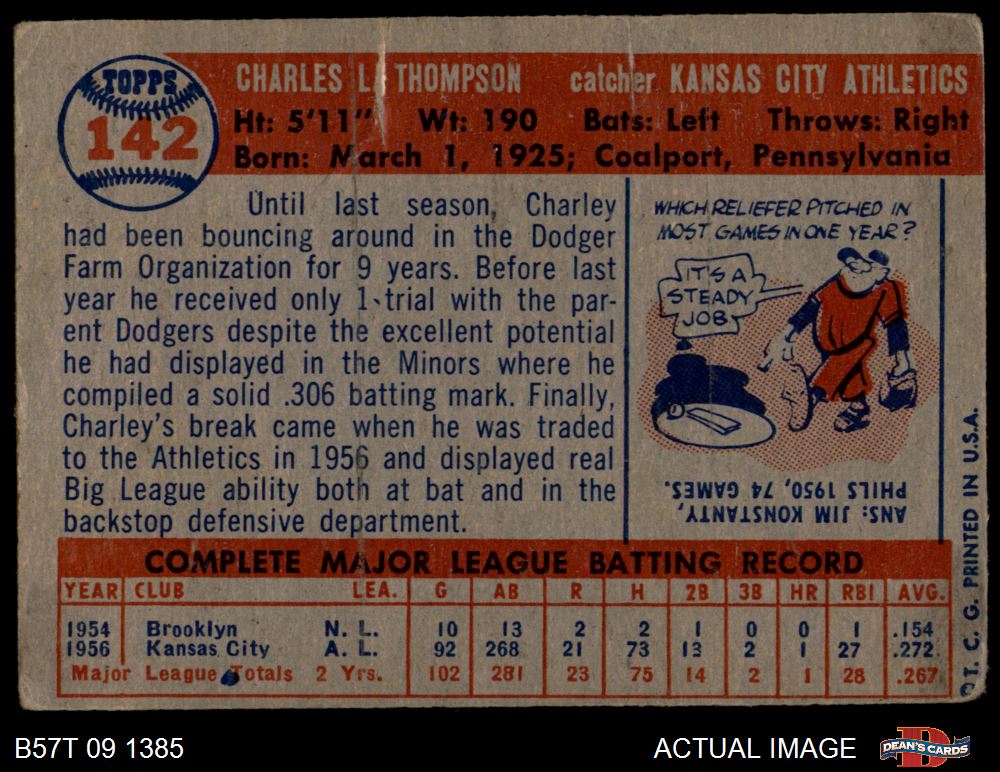 TOPPS
142
CHARLES L. THOMPSON catcher KANSAS CITY ATHLETICS
Ht: 5'11" Wt: 190 Bats: Left Throws: Right
Born: March 1, 1925; Coalport, Pennsylvania
Until last season, Charley
had been bouncing around in the Dodger
Farm Organization for 9 years. Before last
year he received only 1 trial with the par-
ent Dodgers despite the excellent potential
he had displayed in the Minors where he
compiled a solid .306 batting mark. Finally,
Charley's break came when he was traded
to the Athletics in 1956 and displayed real
Big League ability both at bat and in the
backstop defensive department.
WHICH RELIEFER PITCHED IN
MOST GAMES IN ONE YEAR?
IT'S A
STEADY
JOB
ANS: JIM KONSTANTY,
PHILS 1950, 74 GAMES.
COMPLETE MAJOR LEAGUE BATTING RECORD
YEAR CLUB LEA. G AB R H 2B 3B HR RBI AVG.
1954 Brooklyn N. L. 10 13 2 2 1 0 0 1 .154
1956 Kansas City A. L. 92 268 21 73 13 2 1 27 .272
Major League Totals 2 Yrs. 102 281 23 75 14 2 1 28 .267
©T. C. G. PRINTED IN U.S.A.
B57T 09 1385
ACTUAL IMAGE
DEAN'S CARDS